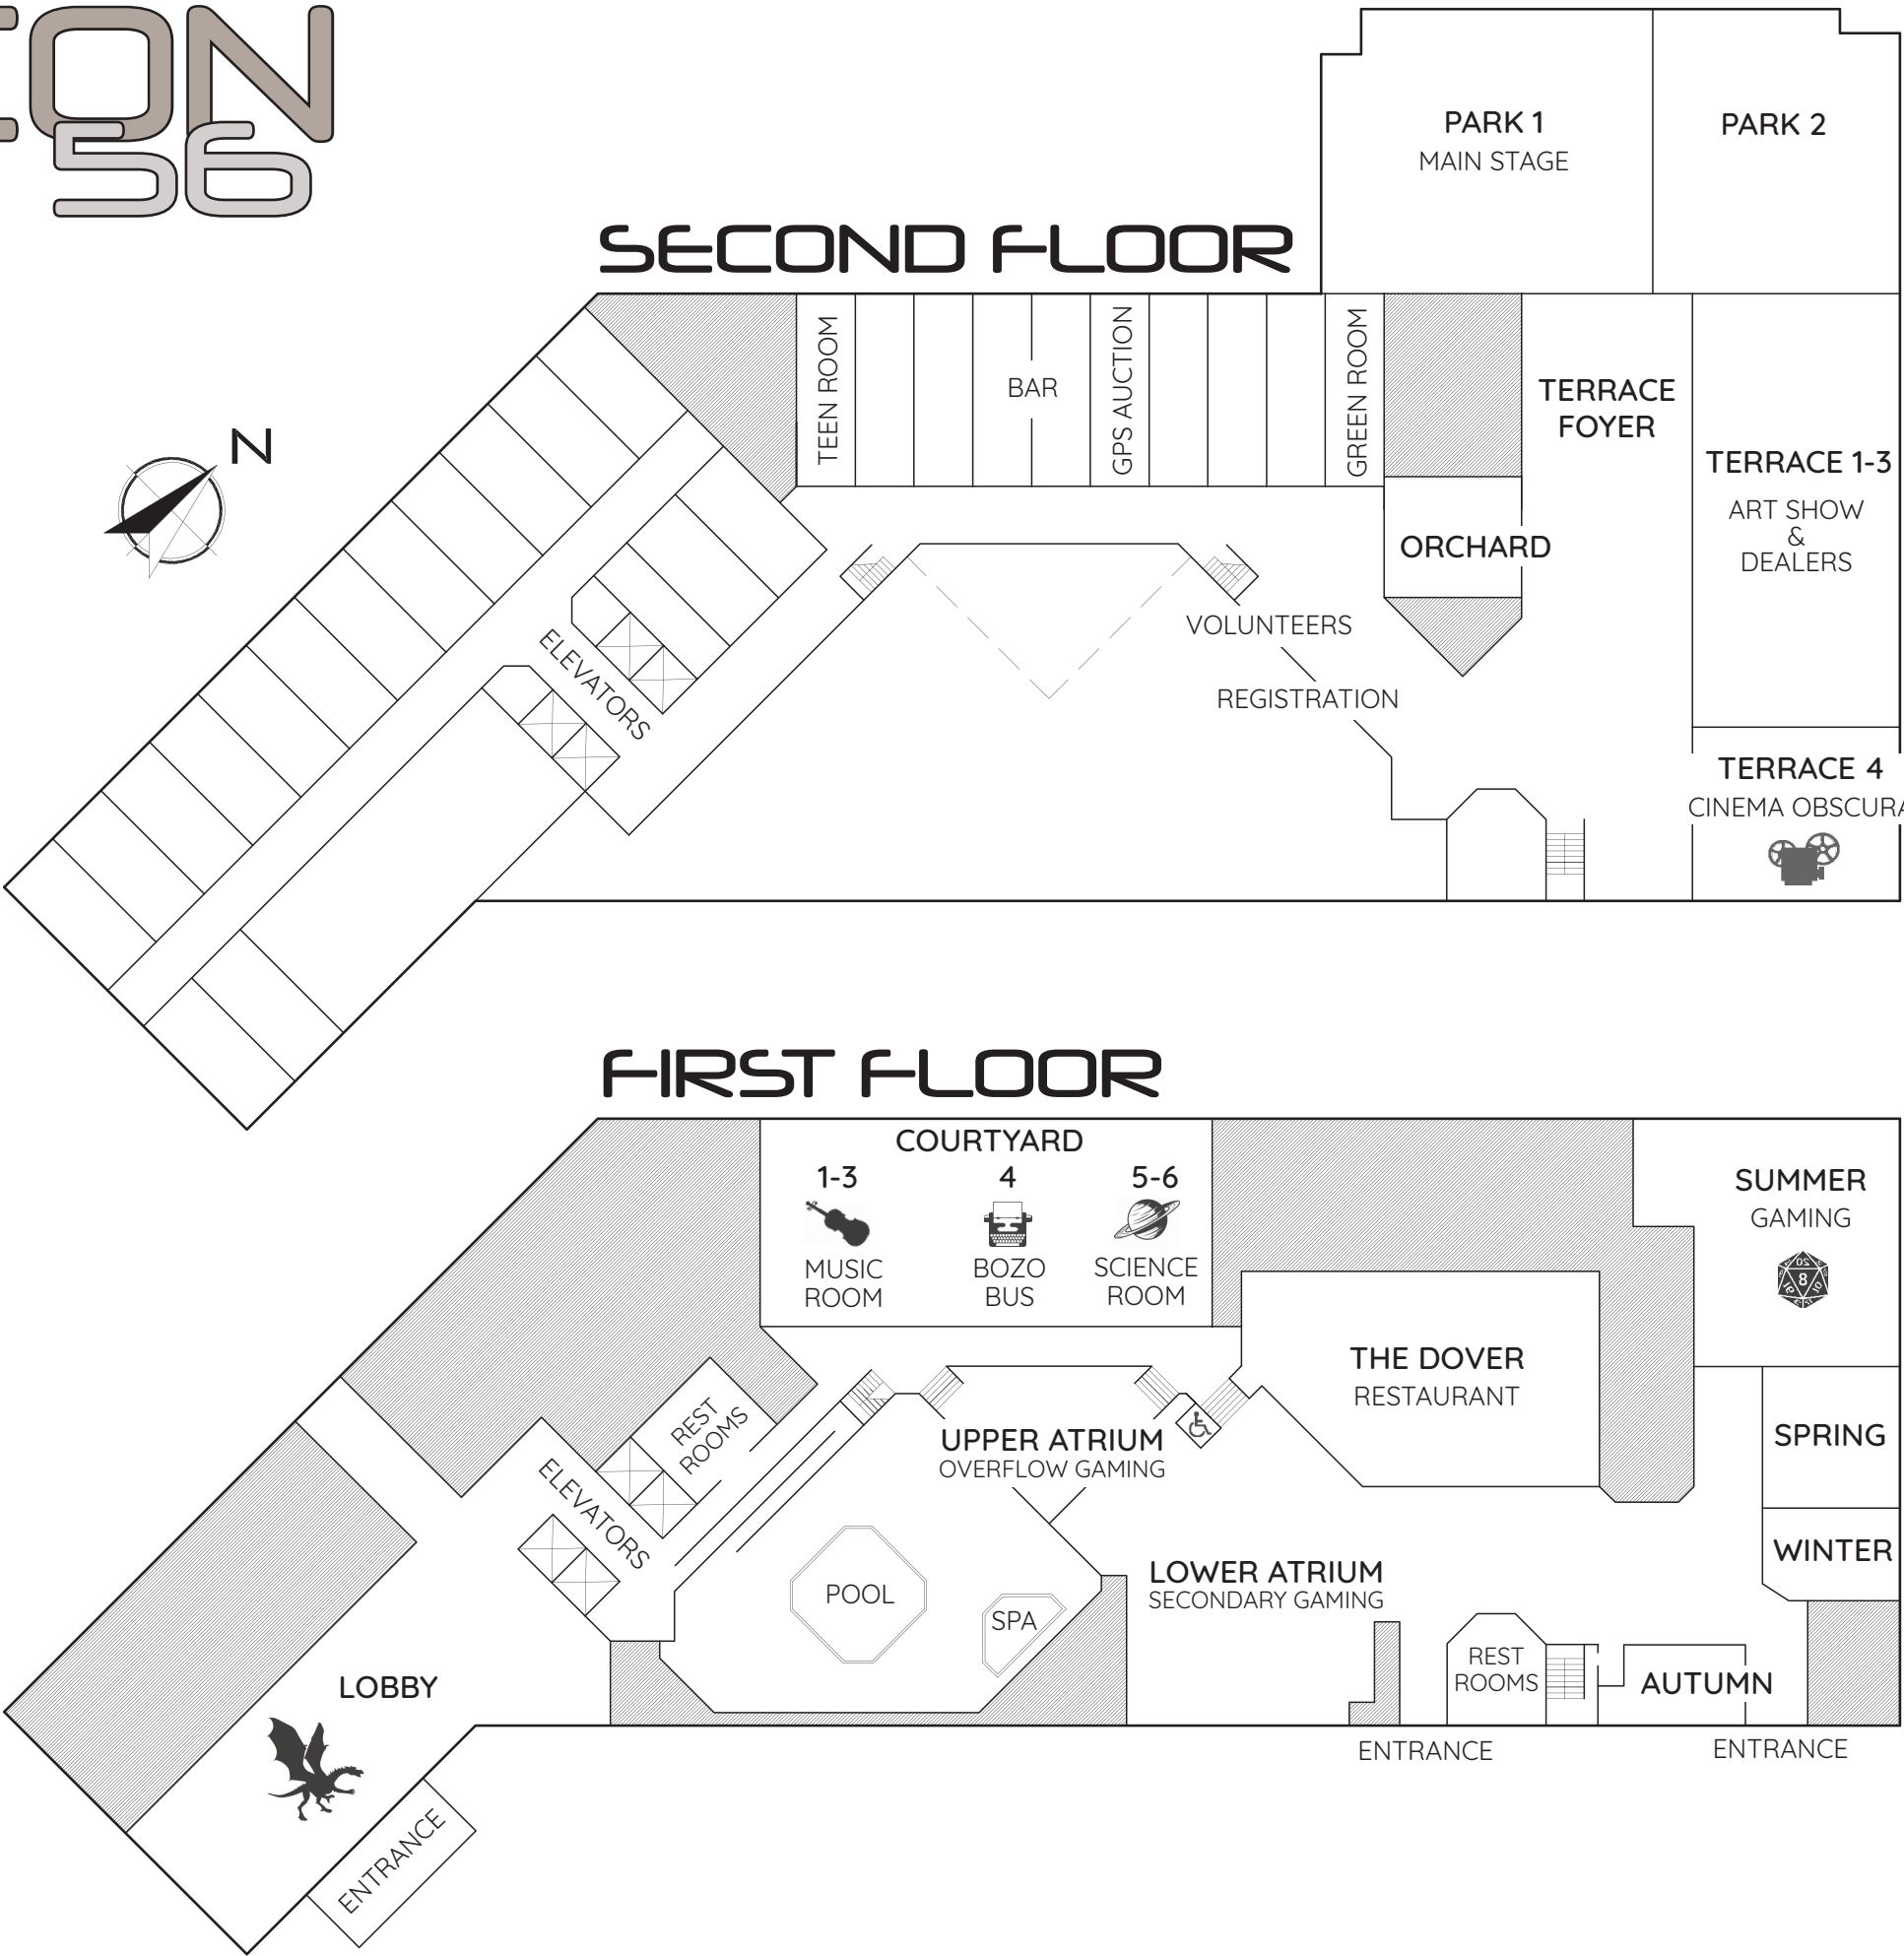 CON
56
SECOND FLOOR
PARK 1
MAIN STAGE
PARK 2
N
TEEN ROOM
BAR
GPS AUCTION
GREEN ROOM
TERRACE
FOYER
TERRACE 1-3
ART SHOW
&
DEALERS
ORCHARD
VOLUNTEERS
REGISTRATION
ELEVATORS
TERRACE 4
CINEMA OBSCURA
FIRST FLOOR
COURTYARD
1-3
4
5-6
MUSIC
ROOM
BOZO
BUS
SCIENCE
ROOM
SUMMER
GAMING
20
8
THE DOVER
RESTAURANT
REST
ROOMS
ELEVATORS
UPPER ATRIUM
OVERFLOW GAMING
SPRING
WINTER
POOL
SPA
LOWER ATRIUM
SECONDARY GAMING
REST
ROOMS
AUTUMN
LOBBY
ENTRANCE
ENTRANCE
ENTRANCE